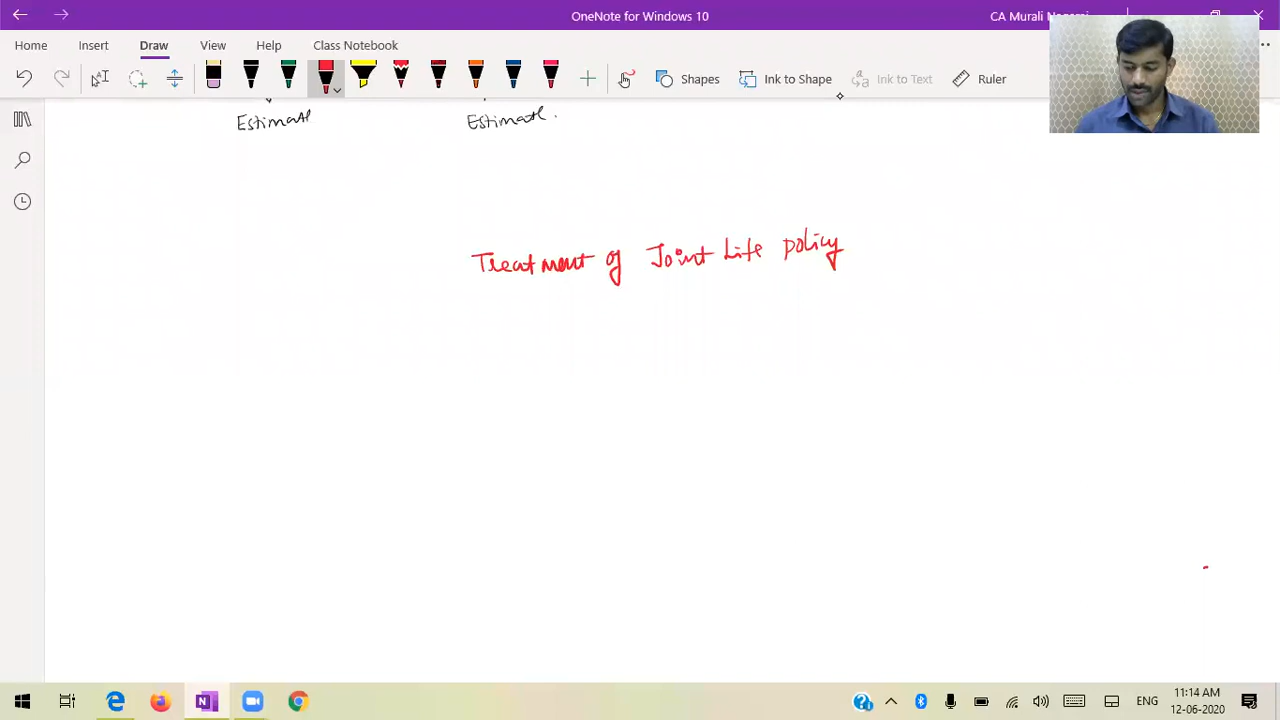 OneNote for Windows 10
CA Murali
Home Insert Draw View Help Class Notebook
Shapes Ink to Shape Ink to Text Ruler
Estimate Estimate.
Treatment of Joint Life policy
ENG
11:14 AM
12-06-2020